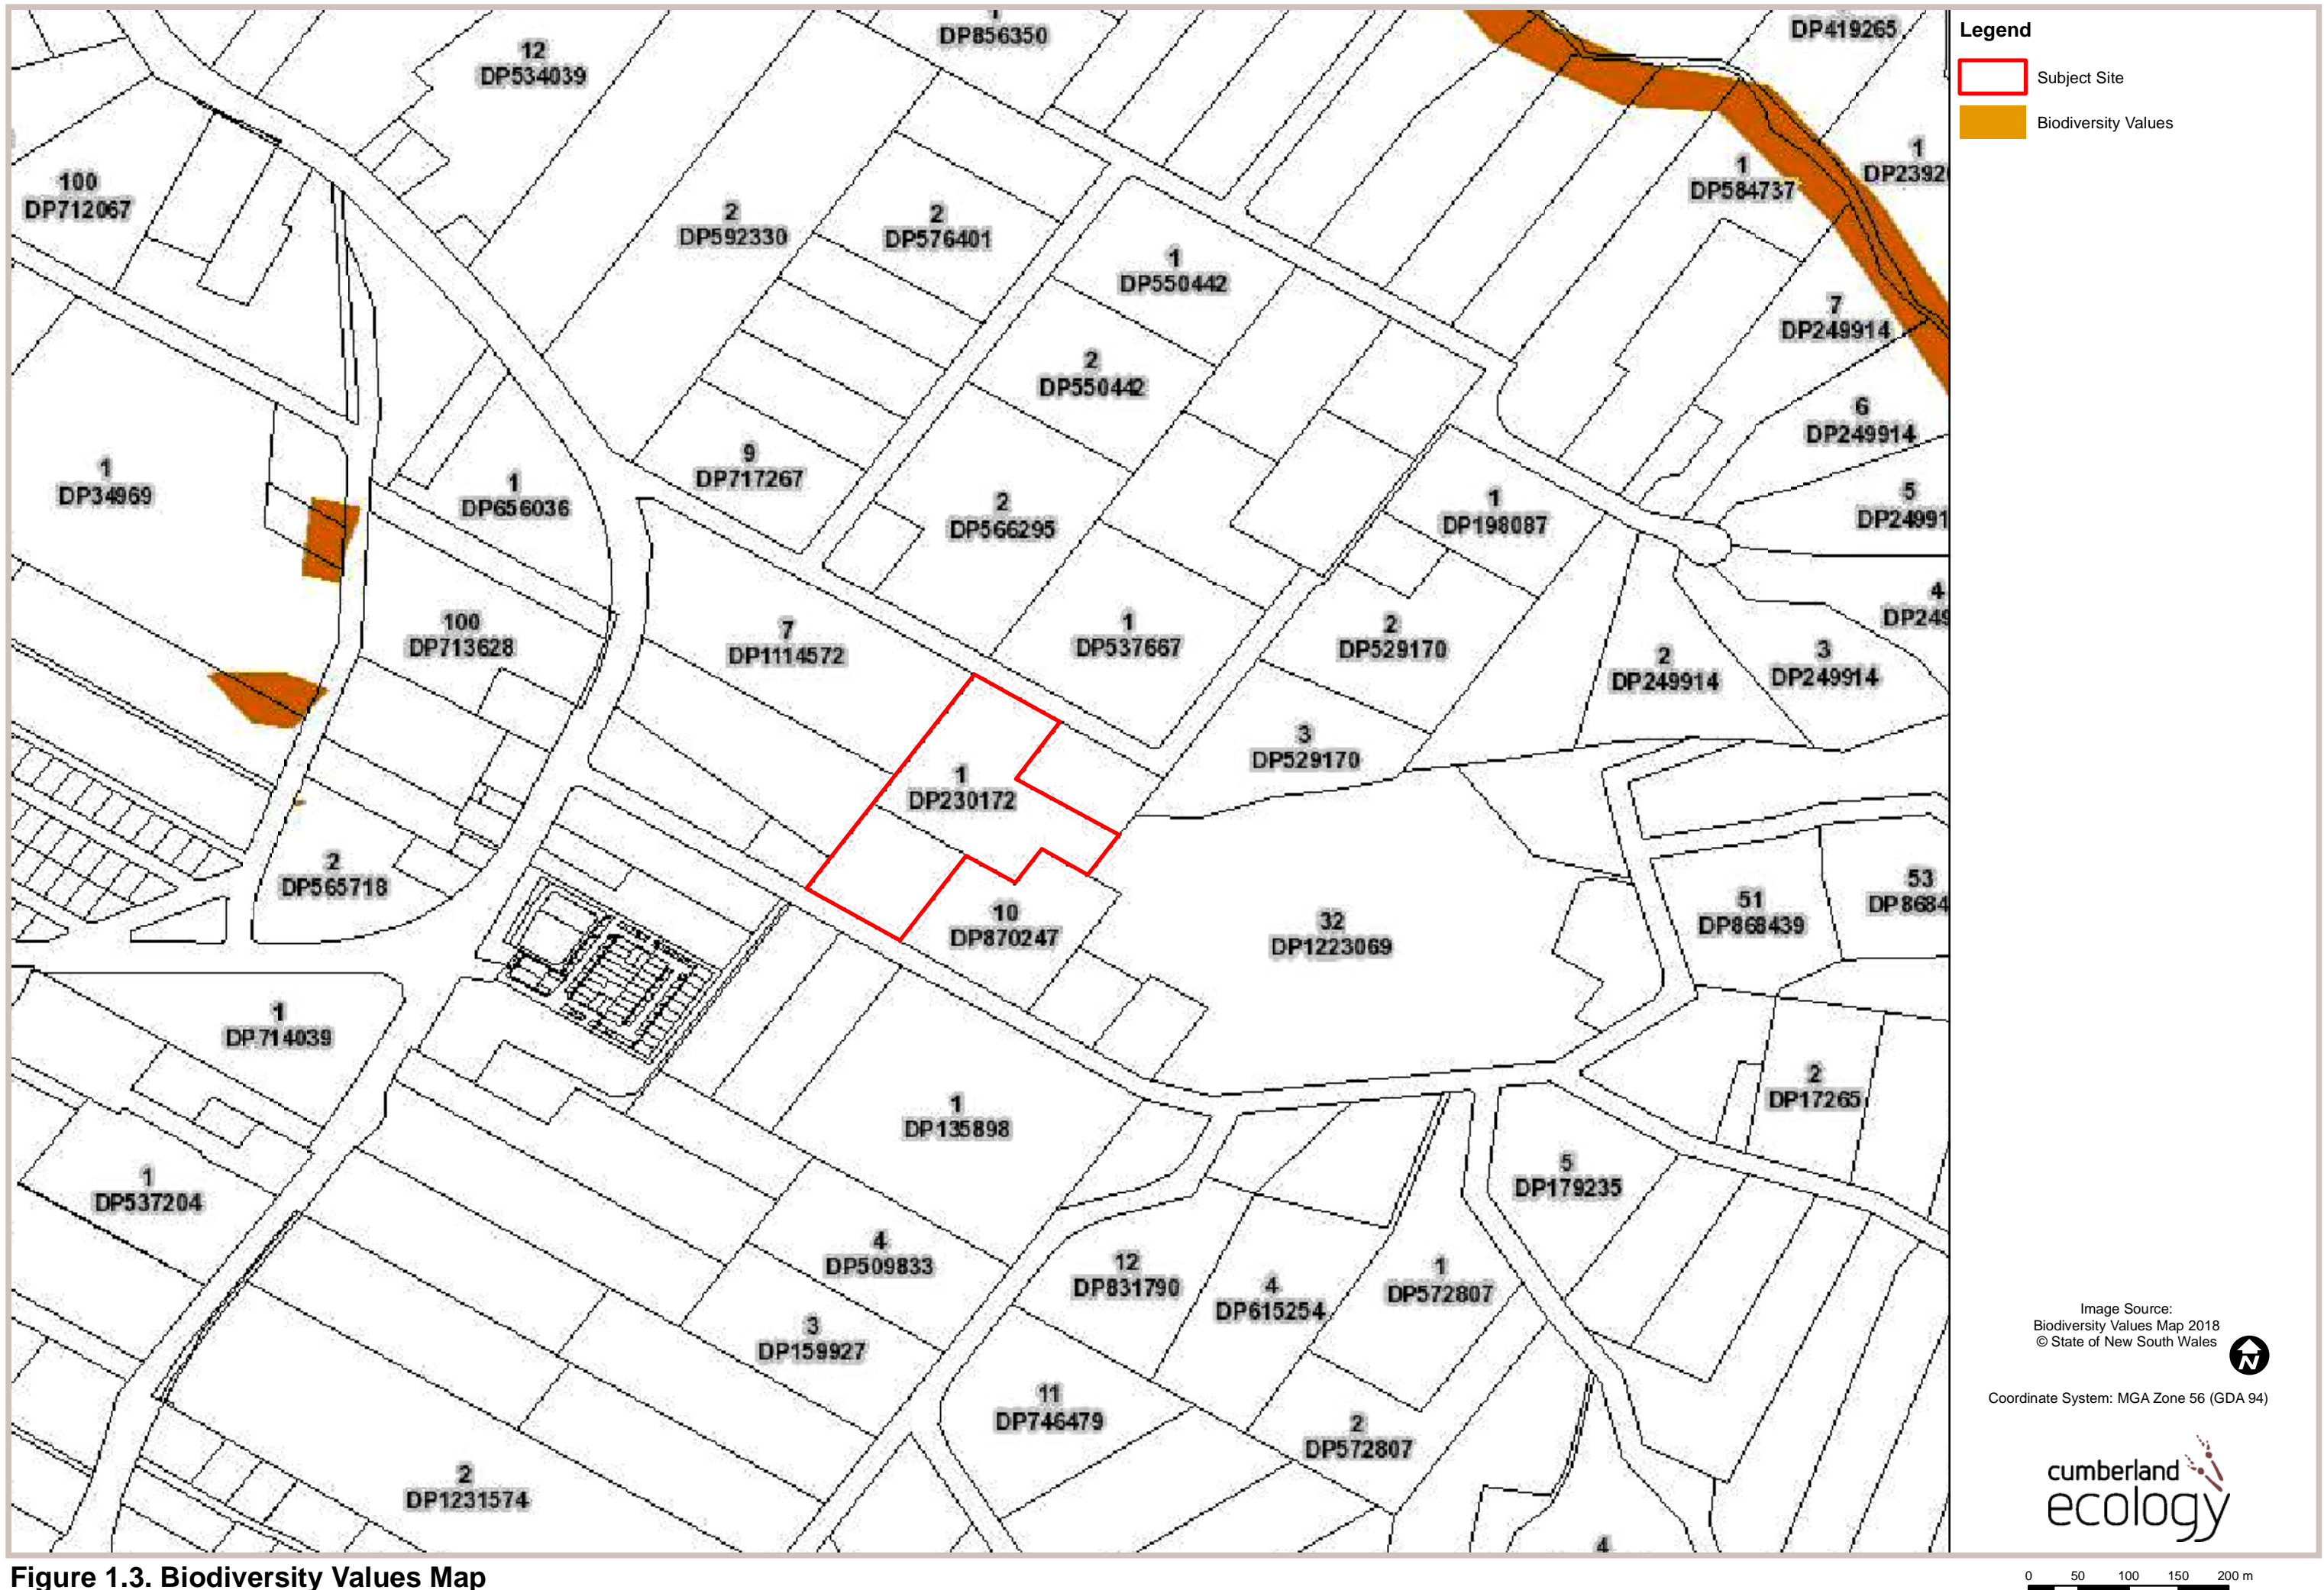 DP856350
12
DP534039
DP419265
1
DP2392
1
DP584737
100
DP712067
2
DP592330
2
DP576401
1
DP550442
7
DP249914
2
DP550442
6
DP249914
1
DP34969
1
DP656036
9
DP717267
2
DP566295
1
DP198087
5
DP24991
4
DP249
100
DP713628
7
DP1114572
1
DP537667
2
DP529170
2
DP249914
3
DP249914
3
DP529170
1
DP230172
2
DP565718
10
DP870247
32
DP1223069
51
DP868439
53
DP8684
1
DP714039
2
DP17265
1
DP135898
5
DP179235
1
DP537204
4
DP509833
12
DP831790
4
DP615254
1
DP572807
3
DP159927
11
DP746479
2
DP572807
2
DP1231574
4
Legend
Subject Site
Biodiversity Values
Image Source:
Biodiversity Values Map 2018
© State of New South Wales
N
Coordinate System: MGA Zone 56 (GDA 94)
cumberland
ecology
Figure 1.3. Biodiversity Values Map
0 50 100 150 200 m